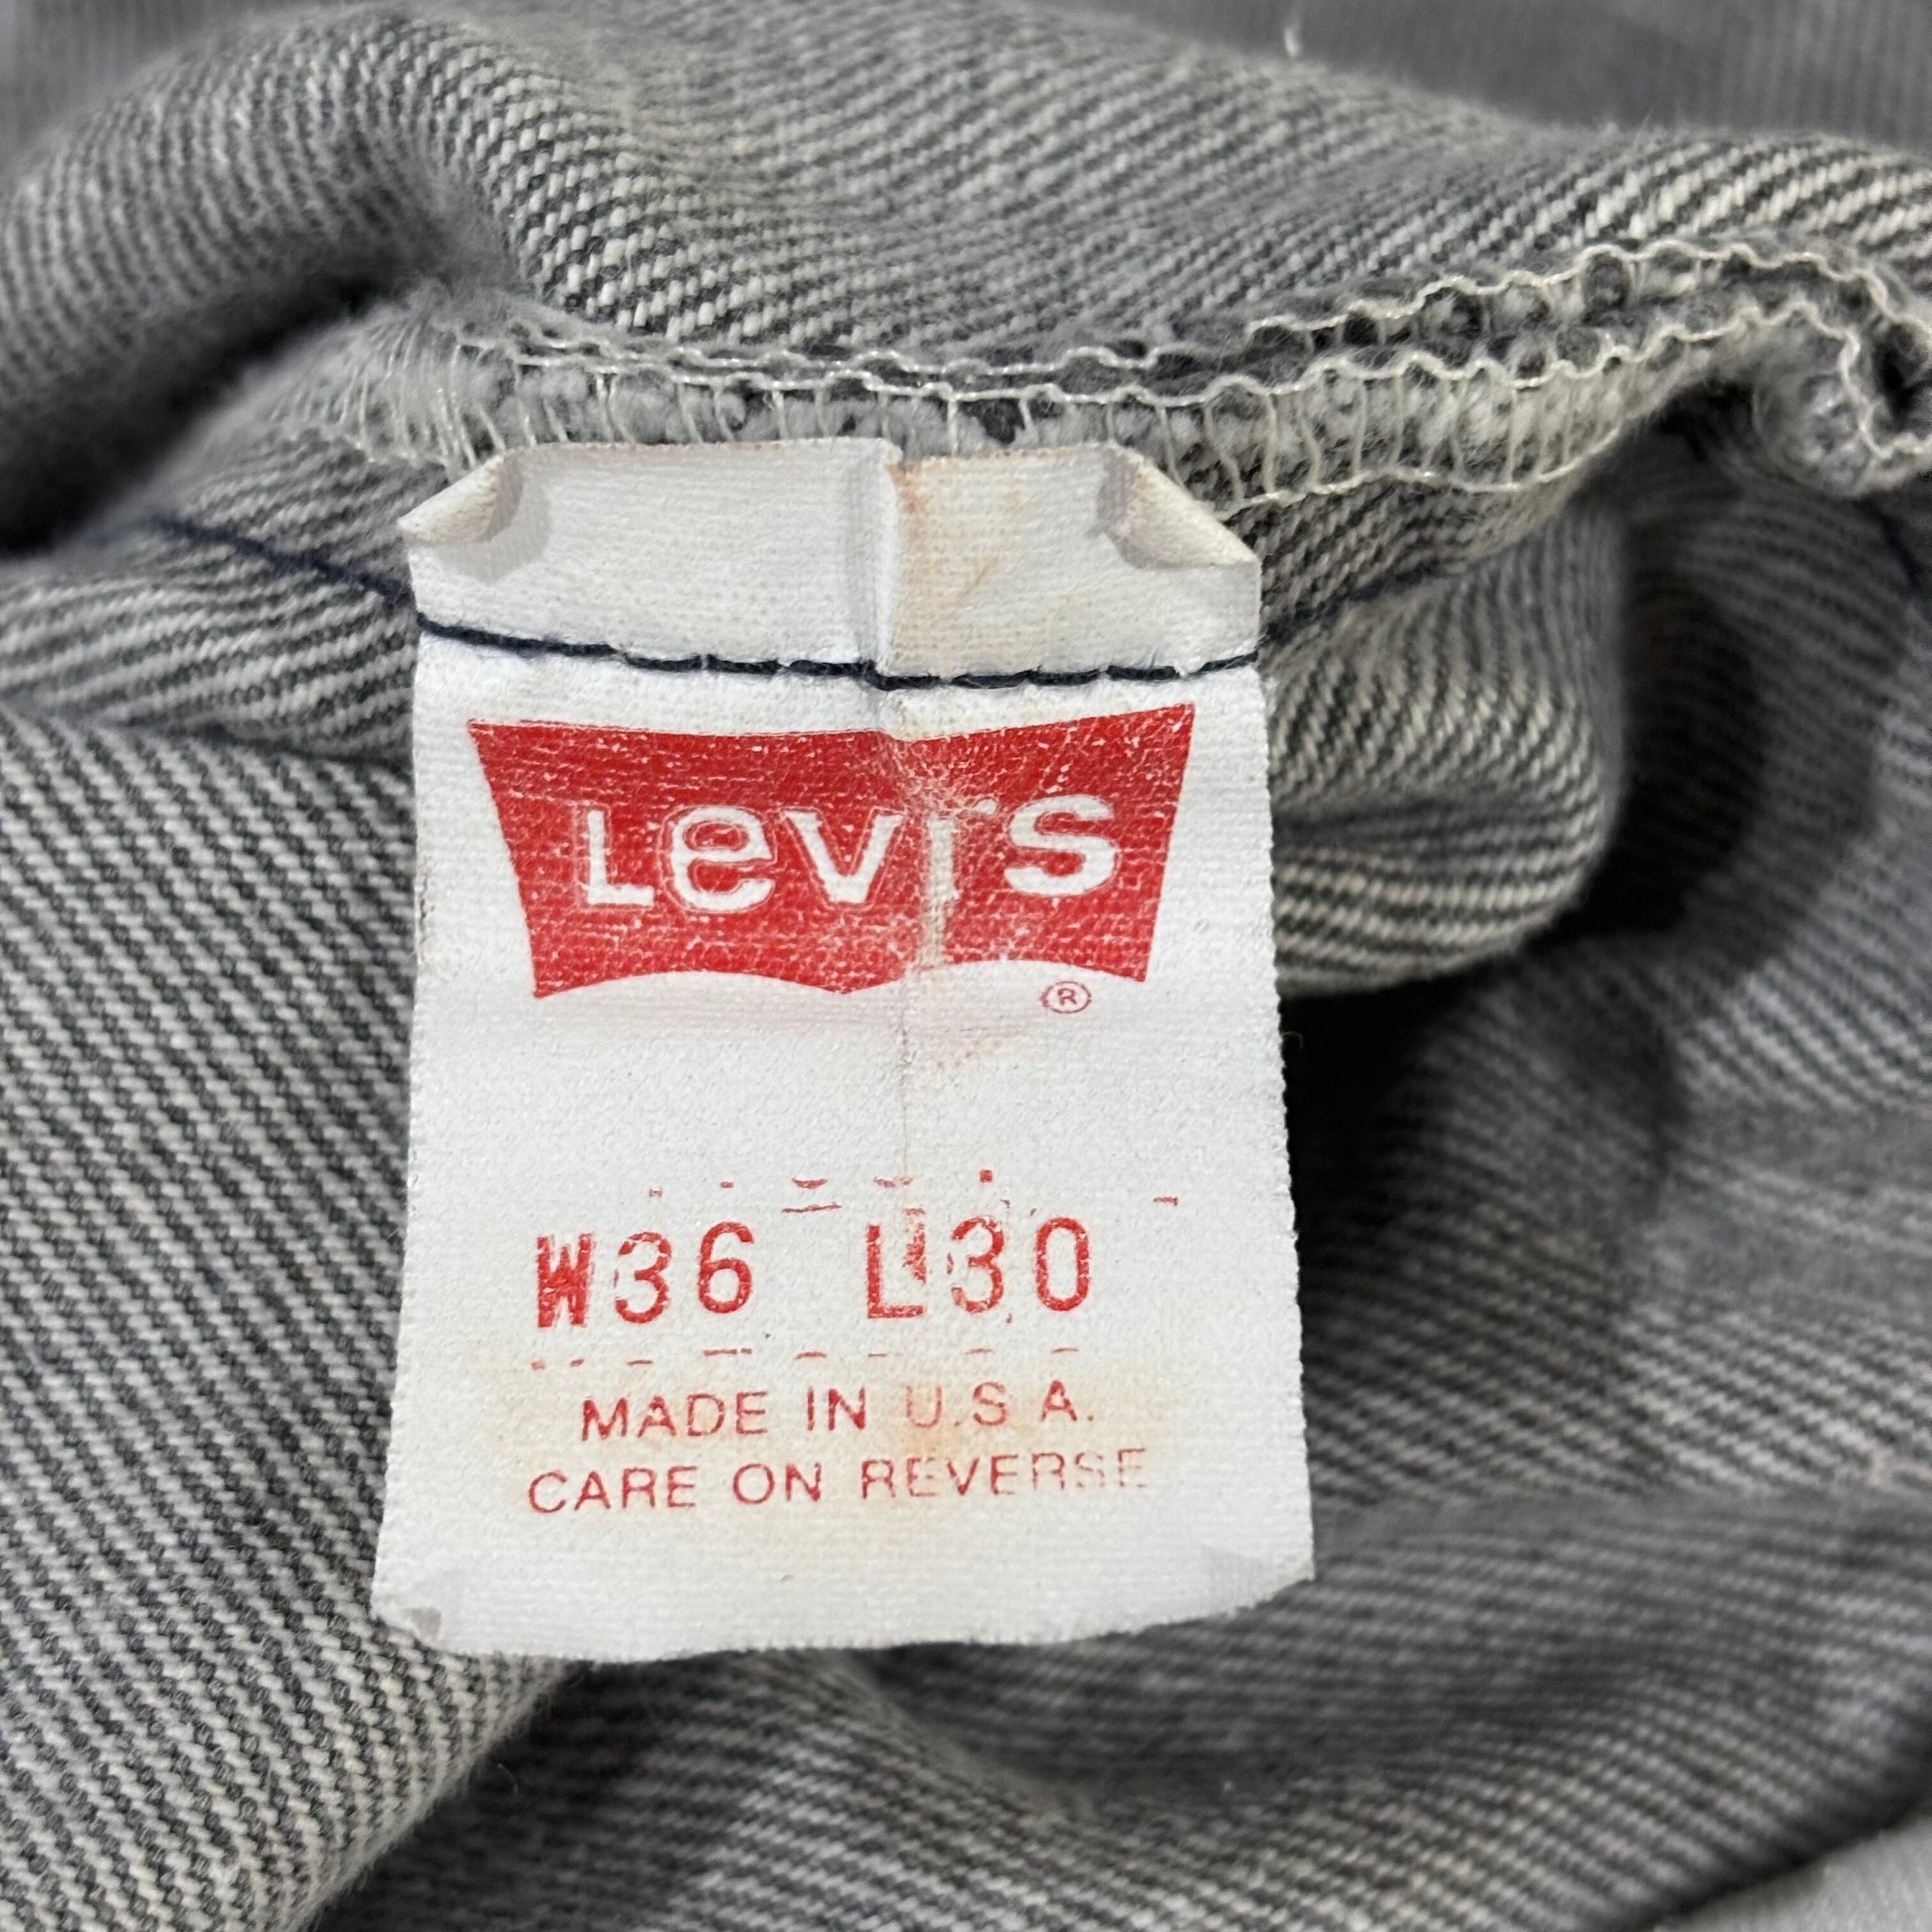 Levi's
®
W36 L30
MADE IN U.S.A.
CARE ON REVERSE